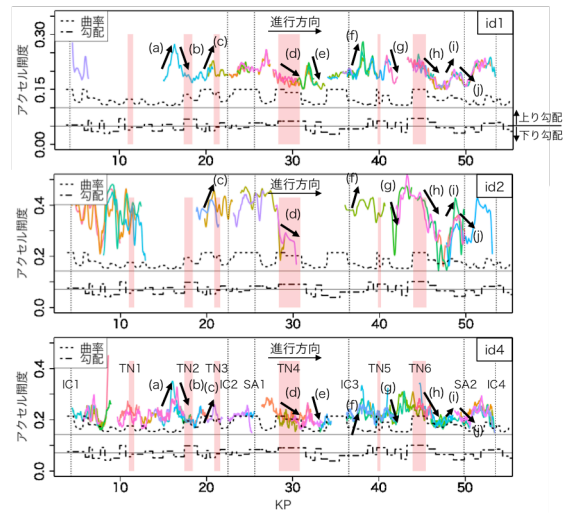 曲率
勾配
進行方向
id1
(a)
(b)
(c)
(d)
(e)
(f)
(g)
(h)
(i)
(j)
アクセル開度
0.30
0.15
0.00
上り勾配
下り勾配
10
20
30
40
50
KP
曲率
勾配
進行方向
id2
(c)
(d)
(f)
(g)
(h)
(i)
(j)
アクセル開度
0.4
0.2
0.0
10
20
30
40
50
曲率
勾配
進行方向
id4
IC1
TN1
TN2
TN3
IC2
SA1
TN4
IC3
TN5
TN6
SA2
IC4
(a)
(b)
(c)
(d)
(e)
(f)
(g)
(h)
(i)
(j)
アクセル開度
0.4
0.2
0.0
10
20
30
40
50
KP